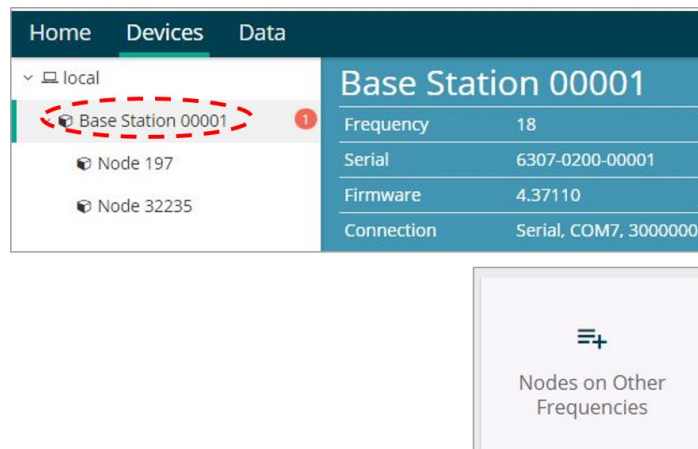 Home Devices Data
local
Base Station 00001 1
Node 197
Node 32235
Base Station 00001
Frequency 18
Serial 6307-0200-00001
Firmware 4.37110
Connection Serial, COM7, 3000000
Nodes on Other
Frequencies